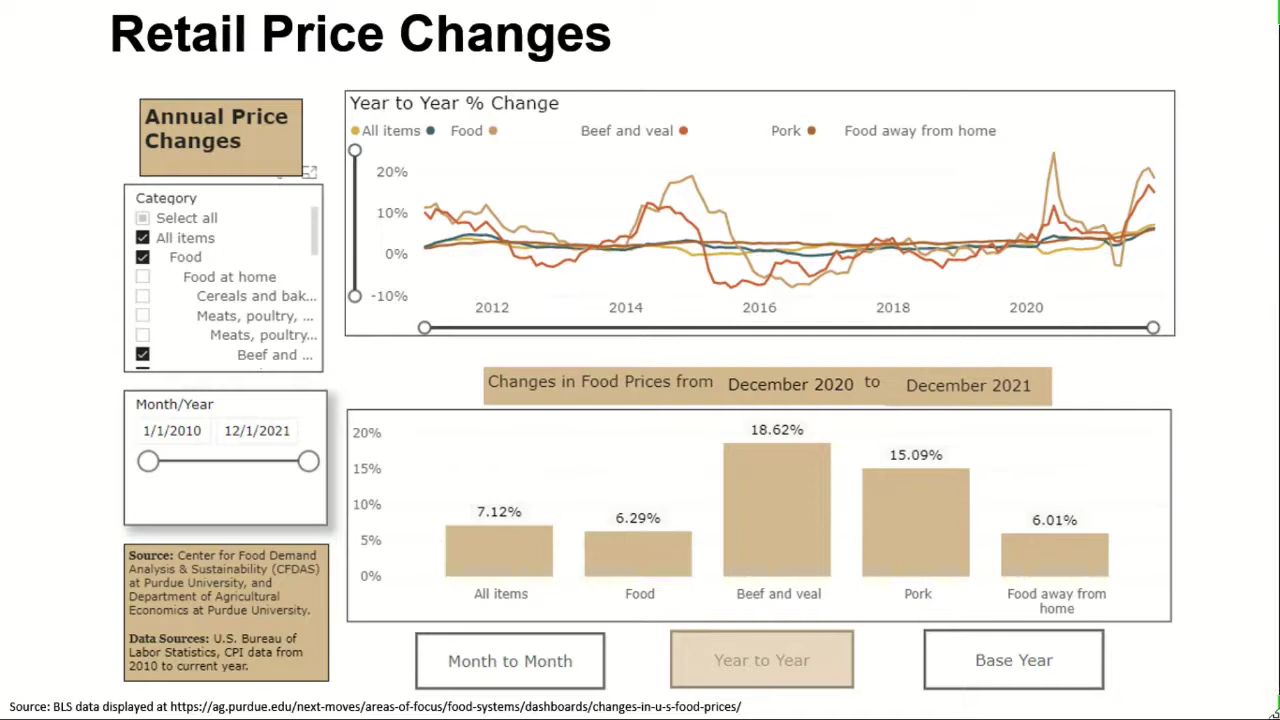 Retail Price Changes
Annual Price
Changes
Category
Select all
All items
Food
Food at home
Cereals and bak...
Meats, poultry, ...
Meats, poultry...
Beef and ...
Month/Year
1/1/2010 12/1/2021
Source: Center for Food Demand
Analysis & Sustainability (CFDAS)
at Purdue University, and
Department of Agricultural
Economics at Purdue University.
Data Sources: U.S. Bureau of
Labor Statistics, CPI data from
2010 to current year.
Year to Year % Change
All items Food Beef and veal Pork Food away from home
20%
10%
0%
-10%
2012 2014 2016 2018 2020
Changes in Food Prices from December 2020 to December 2021
20%
15%
10%
5%
0%
7.12% 6.29% 18.62% 15.09% 6.01%
All items Food Beef and veal Pork Food away from
home
Month to Month Year to Year Base Year
Source: BLS data displayed at https://ag.purdue.edu/next-moves/areas-of-focus/food-systems/dashboards/changes-in-u-s-food-prices/